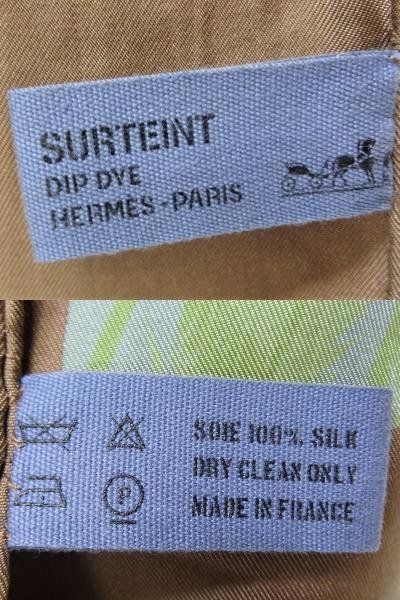 SURTEINT
DIP DYE
HERMES-PARIS
SOIE 100% SILK
DRY CLEAN ONLY
MADE IN FRANCE
P